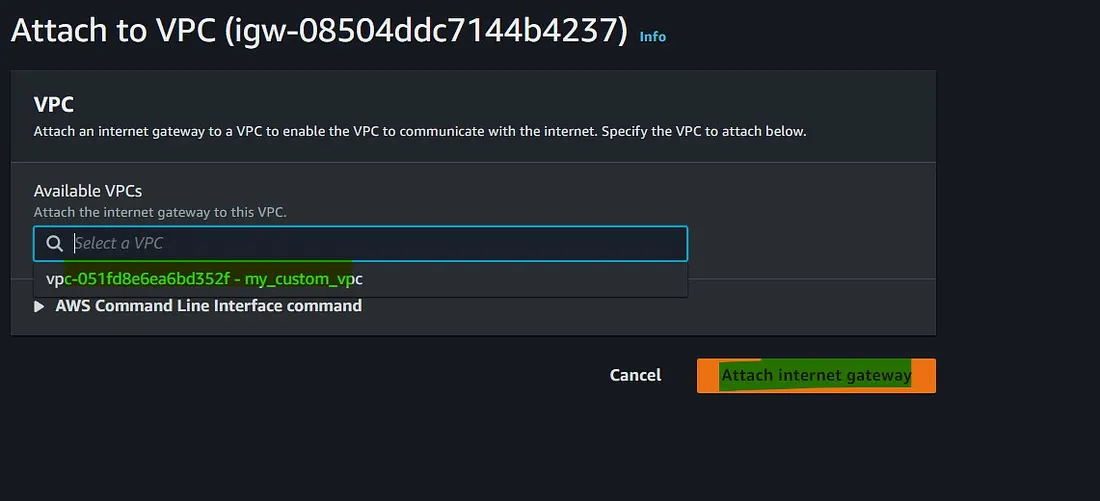 Attach to VPC (igw-08504ddc7144b4237) Info
VPC
Attach an internet gateway to a VPC to enable the VPC to communicate with the internet. Specify the VPC to attach below.
Available VPCs
Attach the internet gateway to this VPC.
Select a VPC
vpc-051fd8e6ea6bd352f - my_custom_vpc
AWS Command Line Interface command
Cancel Attach internet gateway